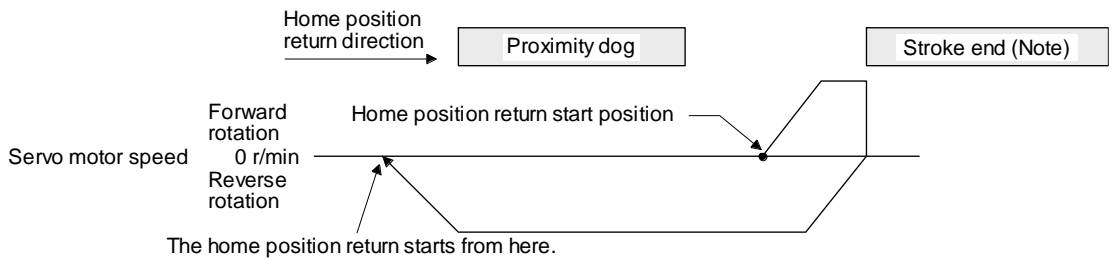 Home position
return direction
Proximity dog
Stroke end (Note)
Forward
rotation
Home position return start position
Servo motor speed
0 r/min
Reverse
rotation
The home position return starts from here.